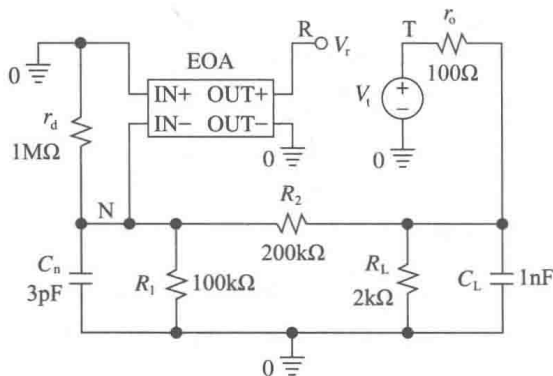 R
V_r
T
r_o
100Ω
EOA
0
IN+ OUT+
IN− OUT−
0
V_t
+
−
0
r_d
1MΩ
N
R_2
200kΩ
C_n
3pF
R_1
100kΩ
R_L
2kΩ
C_L
1nF
0